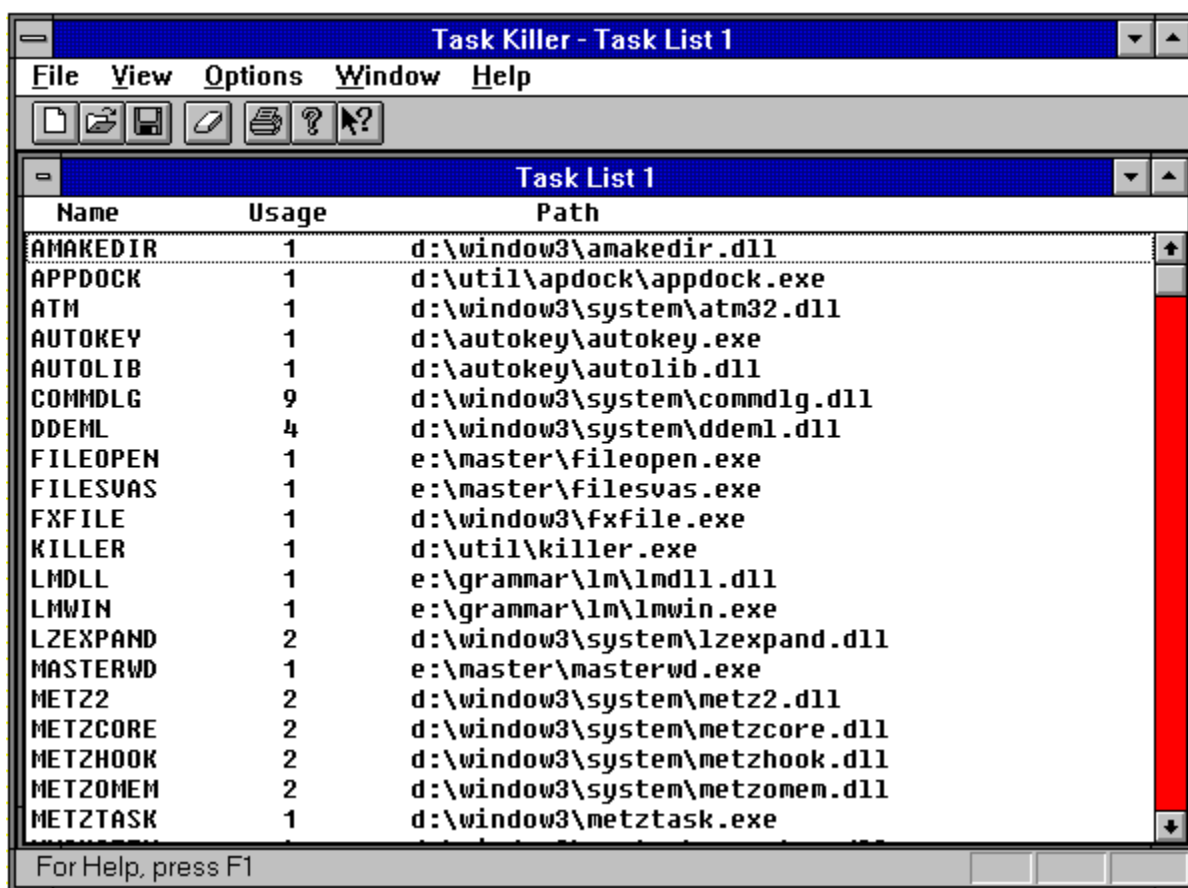 Task Killer - Task List 1
File View Options Window Help
Task List 1
Name Usage Path
AMAKEDIR 1 d:\window3\amakedir.dll
APPDOCK 1 d:\util\apdock\appdock.exe
ATM 1 d:\window3\system\atm32.dll
AUTOKEY 1 d:\autokey\autokey.exe
AUTOLIB 1 d:\autokey\autolib.dll
COMMDLG 9 d:\window3\system\commdlg.dll
DDEML 4 d:\window3\system\ddeml.dll
FILEOPEN 1 e:\master\fileopen.exe
FILESVAS 1 e:\master\filesvas.exe
FXFILE 1 d:\window3\fxfile.exe
KILLER 1 d:\util\killer.exe
LMDLL 1 e:\grammar\lm\lmdll.dll
LMWIN 1 e:\grammar\lm\lmwin.exe
LZEXPAND 2 d:\window3\system\lzexpand.dll
MASTERWD 1 e:\master\masterwd.exe
METZ2 2 d:\window3\system\metz2.dll
METZCORE 2 d:\window3\system\metzcore.dll
METZHOOK 2 d:\window3\system\metzhook.dll
METZOMEM 2 d:\window3\system\metzomem.dll
METZTASK 1 d:\window3\metztask.exe
For Help, press F1